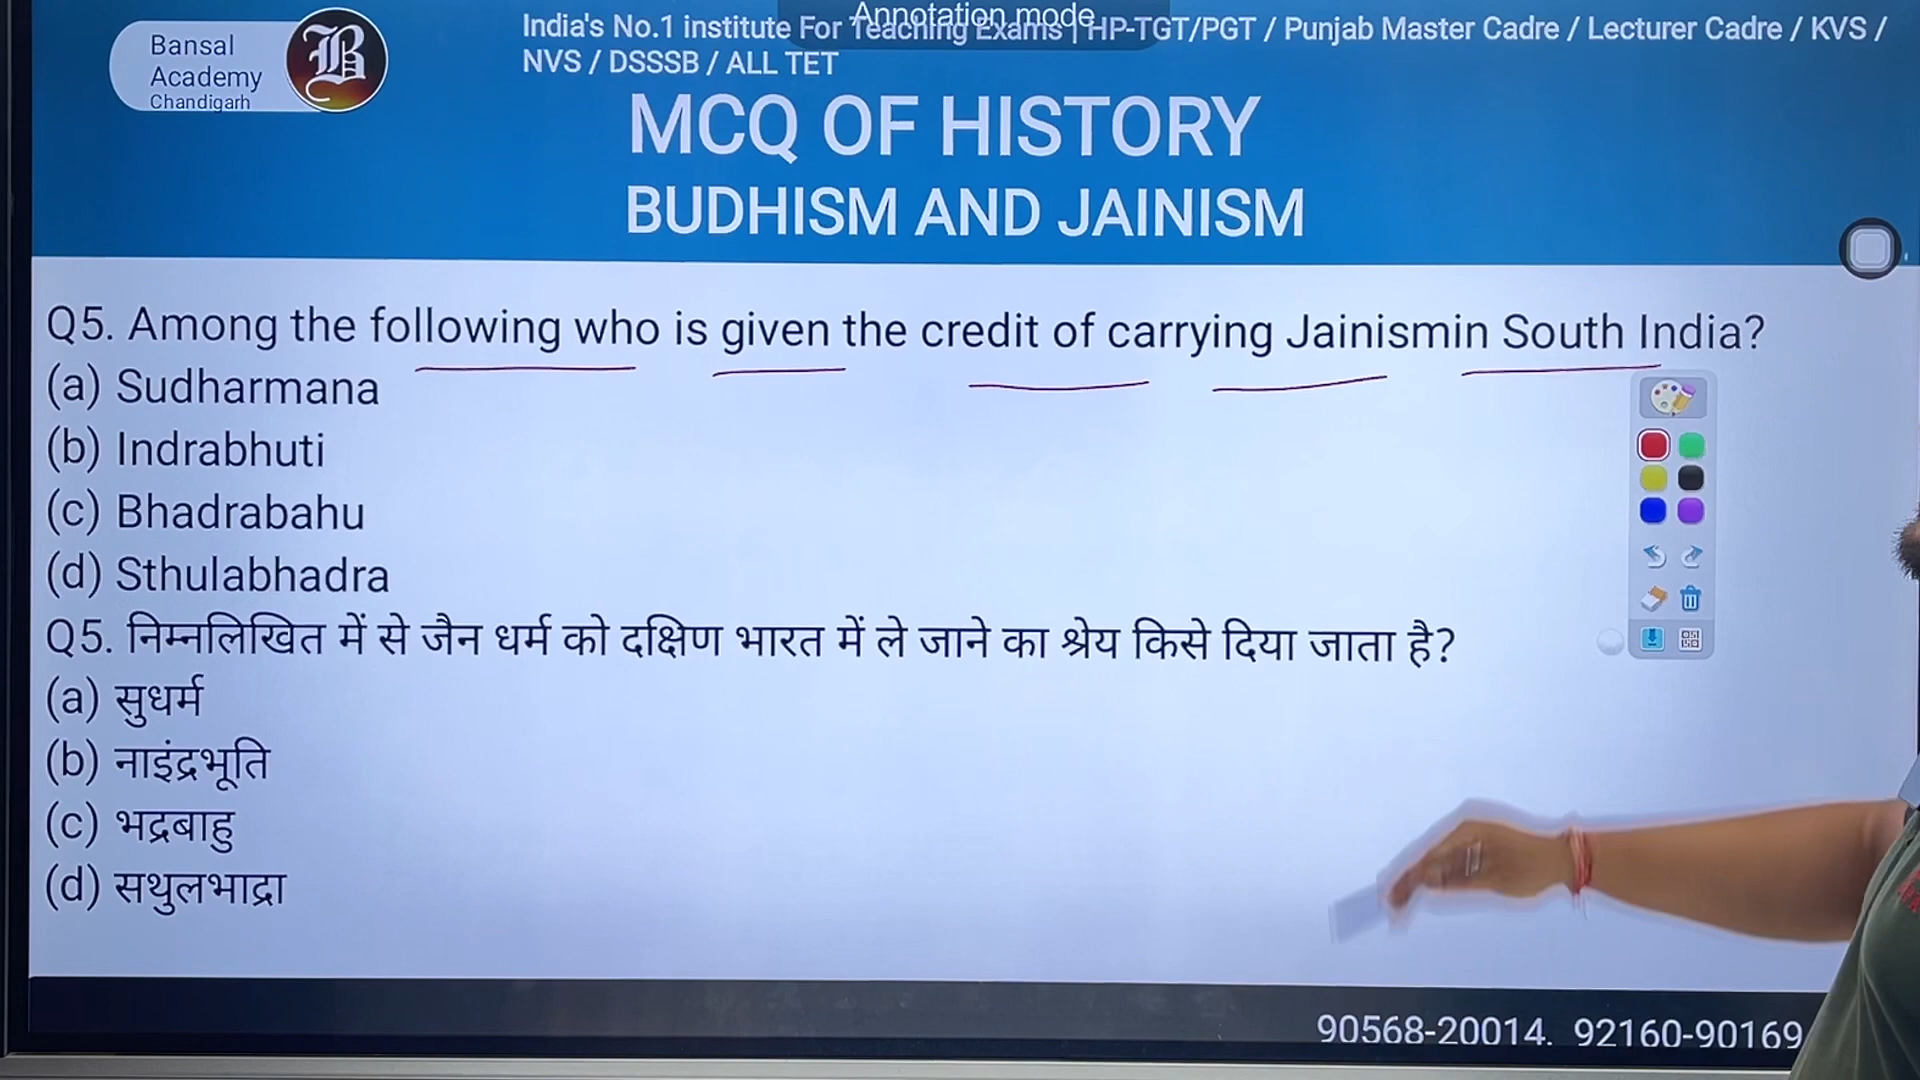 Bansal
Academy
Chandigarh
B
Annotation mode
India's No.1 institute For Teaching Exams | HP-TGT/PGT / Punjab Master Cadre / Lecturer Cadre / KVS /
NVS / DSSSB / ALL TET
MCQ OF HISTORY
BUDHISM AND JAINISM
Q5. Among the following who is given the credit of carrying Jainismin South India?
(a) Sudharmana
(b) Indrabhuti
(c) Bhadrabahu
(d) Sthulabhadra
Q5. निम्नलिखित में से जैन धर्म को दक्षिण भारत में ले जाने का श्रेय किसे दिया जाता है?
(a) सुधर्म
(b) नाइंद्रभूति
(c) भद्रबाहु
(d) सथुलभाद्रा
90568-20014. 92160-90169